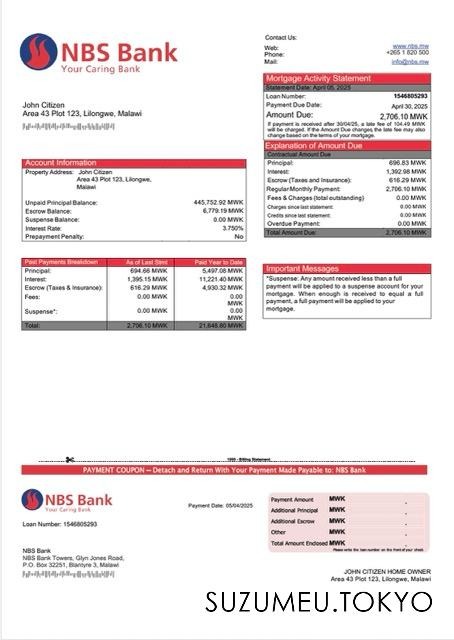 NBS Bank
Your Caring Bank
Contact Us:
Web: www.nbs.mw
Phone: +265 1 820 500
Mail: info@nbs.mw
John Citizen
Area 43 Plot 123, Lilongwe, Malawi
Mortgage Activity Statement
Statement Date: April 05, 2025
Loan Number: 1546805293
Payment Due Date: April 30, 2025
Amount Due: 2,706.10 MWK
If payment is received after 30/04/25, a late fee of 104.49 MWK
will be charged. If the Amount Due changes, the late fee may also
change based on the terms of your mortgage.
Explanation of Amount Due
Contractual Amount Due
Principal: 696.83 MWK
Interest: 1,392.98 MWK
Escrow (Taxes and Insurance): 616.29 MWK
Regular Monthly Payment: 2,706.10 MWK
Fees & Charges (total outstanding) 0.00 MWK
Charges since last statement: 0.00 MWK
Credits since last statement: 0.00 MWK
Overdue Payment: 0.00 MWK
Total Amount Due: 2,706.10 MWK
Account Information
Property Address: John Citizen
Area 43 Plot 123, Lilongwe,
Malawi
Unpaid Principal Balance: 445,752.92 MWK
Escrow Balance: 6,779.19 MWK
Suspense Balance: 0.00 MWK
Interest Rate: 3.750%
Prepayment Penalty: No
Past Payments Breakdown As of Last Stmt Paid Year to Date
Principal: 694.66 MWK 5,497.08 MWK
Interest: 1,395.15 MWK 11,221.40 MWK
Escrow (Taxes & Insurance): 616.29 MWK 4,930.32 MWK
Fees: 0.00 MWK 0.00
MWK
Suspense*: 0.00 MWK 0.00
MWK
Total: 2,706.10 MWK 21,648.80 MWK
Important Messages
*Suspense: Any amount received less than a full
payment will be applied to a suspense account for your
mortgage. When enough is received to equal a full
payment, a full payment will be applied to your
mortgage.
Billing Statement
PAYMENT COUPON – Detach and Return With Your Payment Made Payable to: NBS Bank
NBS Bank
Your Caring Bank
Loan Number: 1546805293
Payment Date: 05/04/2025
Payment Amount MWK .
Additional Principal MWK .
Additional Escrow MWK .
Other MWK .
Total Amount Enclosed MWK .
Please write the loan number on the front of your check.
NBS Bank
NBS Bank Towers, Glyn Jones Road,
P.O. Box 32251, Blantyre 3, Malawi
JOHN CITIZEN HOME OWNER
Area 43 Plot 123, Lilongwe, Malawi
SUZUMEU.TOKYO